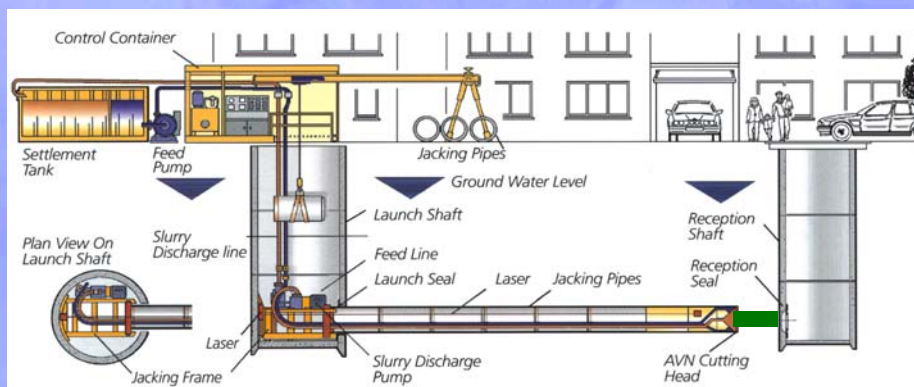 Control Container
Settlement
Tank
Feed
Pump
Jacking Pipes
Ground Water Level
Launch Shaft
Reception
Shaft
Plan View On
Launch Shaft
Slurry
Discharge line
Feed Line
Launch Seal
Laser
Jacking Pipes
Reception
Seal
Laser
Jacking Frame
Slurry Discharge
Pump
AVN Cutting
Head